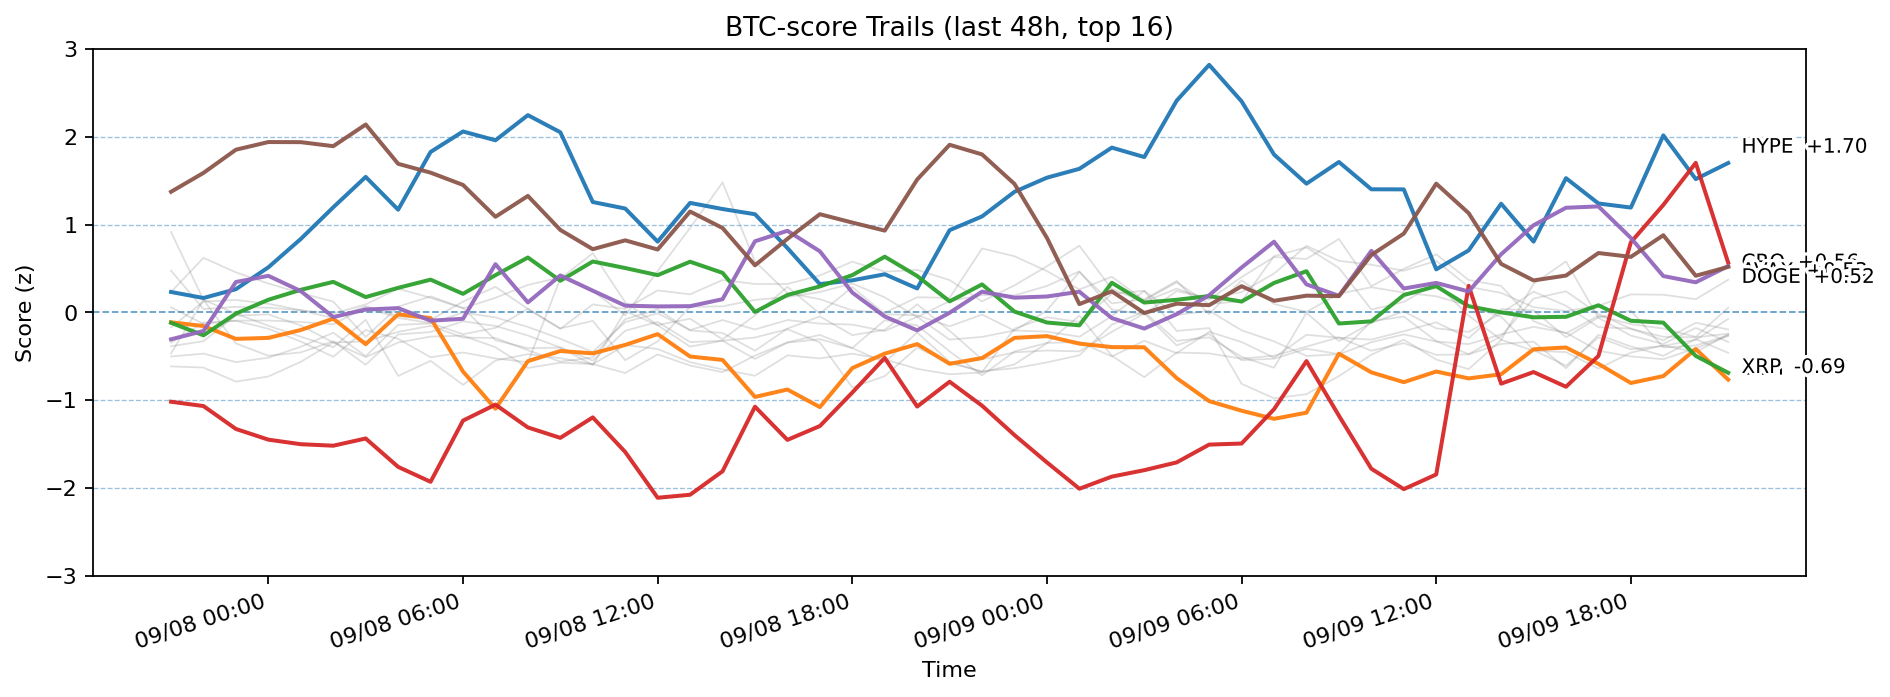 BTC-score Trails (last 48h, top 16)
Score (z)
3
2
1
0
−1
−2
−3
HYPE +1.70
DOGE +0.52
XRP -0.69
09/08 00:00
09/08 06:00
09/08 12:00
09/08 18:00
09/09 00:00
09/09 06:00
09/09 12:00
09/09 18:00
Time